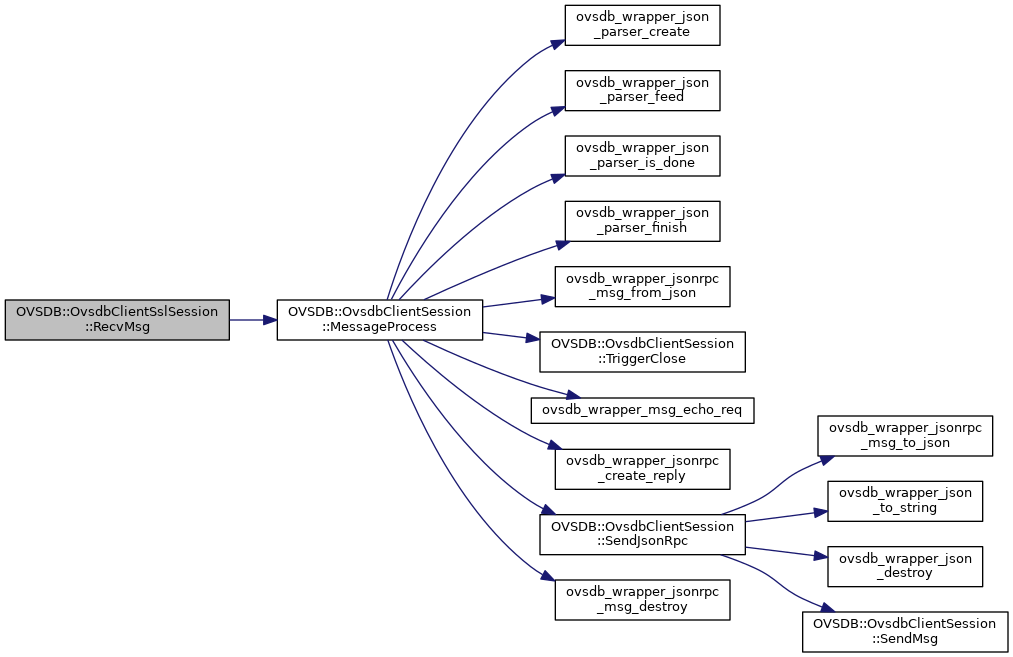 OVSDB::OvsdbClientSslSession
::RecvMsg
OVSDB::OvsdbClientSession
::MessageProcess
ovsdb_wrapper_json
_parser_create
ovsdb_wrapper_json
_parser_feed
ovsdb_wrapper_json
_parser_is_done
ovsdb_wrapper_json
_parser_finish
ovsdb_wrapper_jsonrpc
_msg_from_json
OVSDB::OvsdbClientSession
::TriggerClose
ovsdb_wrapper_msg_echo_req
ovsdb_wrapper_jsonrpc
_create_reply
OVSDB::OvsdbClientSession
::SendJsonRpc
ovsdb_wrapper_jsonrpc
_msg_destroy
ovsdb_wrapper_jsonrpc
_msg_to_json
ovsdb_wrapper_json
_to_string
ovsdb_wrapper_json
_destroy
OVSDB::OvsdbClientSession
::SendMsg